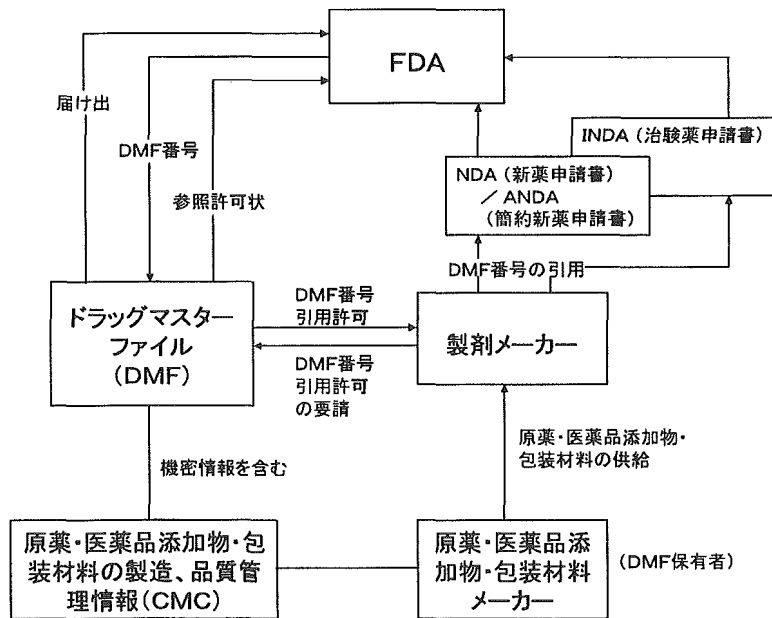 FDA
届け出
DMF番号
参照許可状
INDA（治験薬申請書）
NDA（新薬申請書）
／ANDA
（簡約新薬申請書）
DMF番号の引用
ドラッグマスター
ファイル
（DMF）
DMF番号
引用許可
DMF番号
引用許可
の要請
製剤メーカー
機密情報を含む
原薬・医薬品添加物・
包装材料の供給
原薬・医薬品添加物・包
装材料の製造、品質管
理情報（CMC）
原薬・医薬品添
加物・包装材料
メーカー
（DMF保有者）